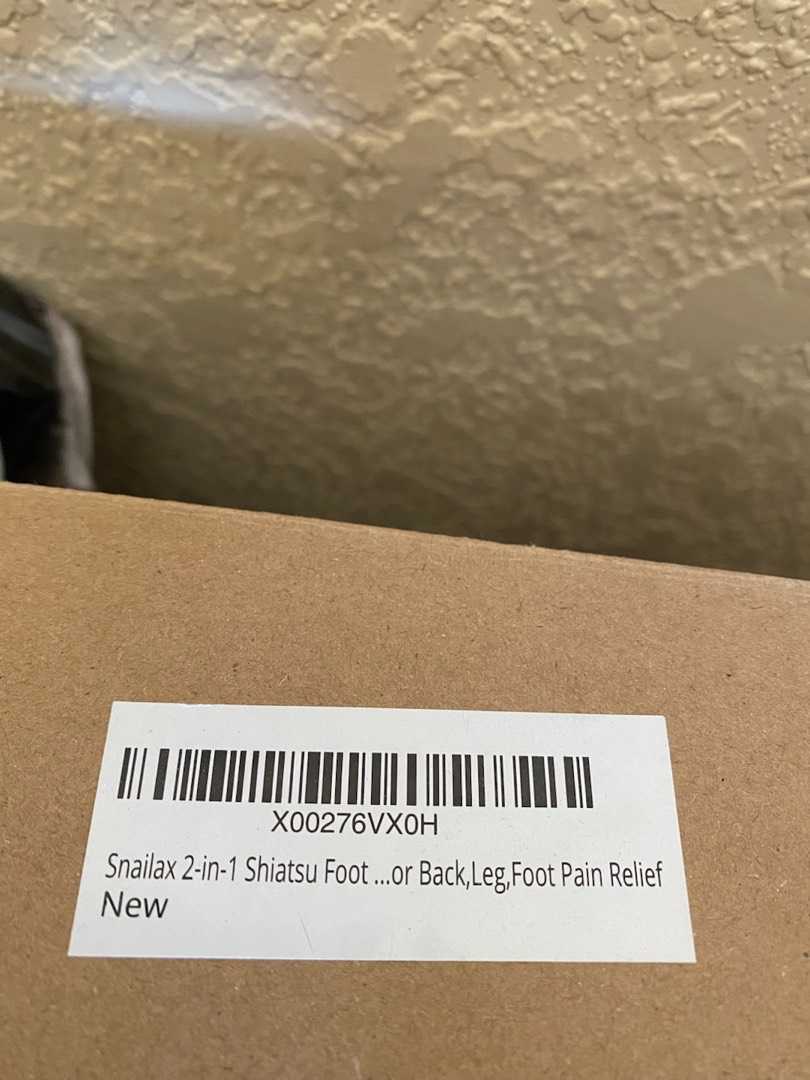 X00276VX0H
Snailax 2-in-1 Shiatsu Foot ...or Back,Leg,Foot Pain Relief
New